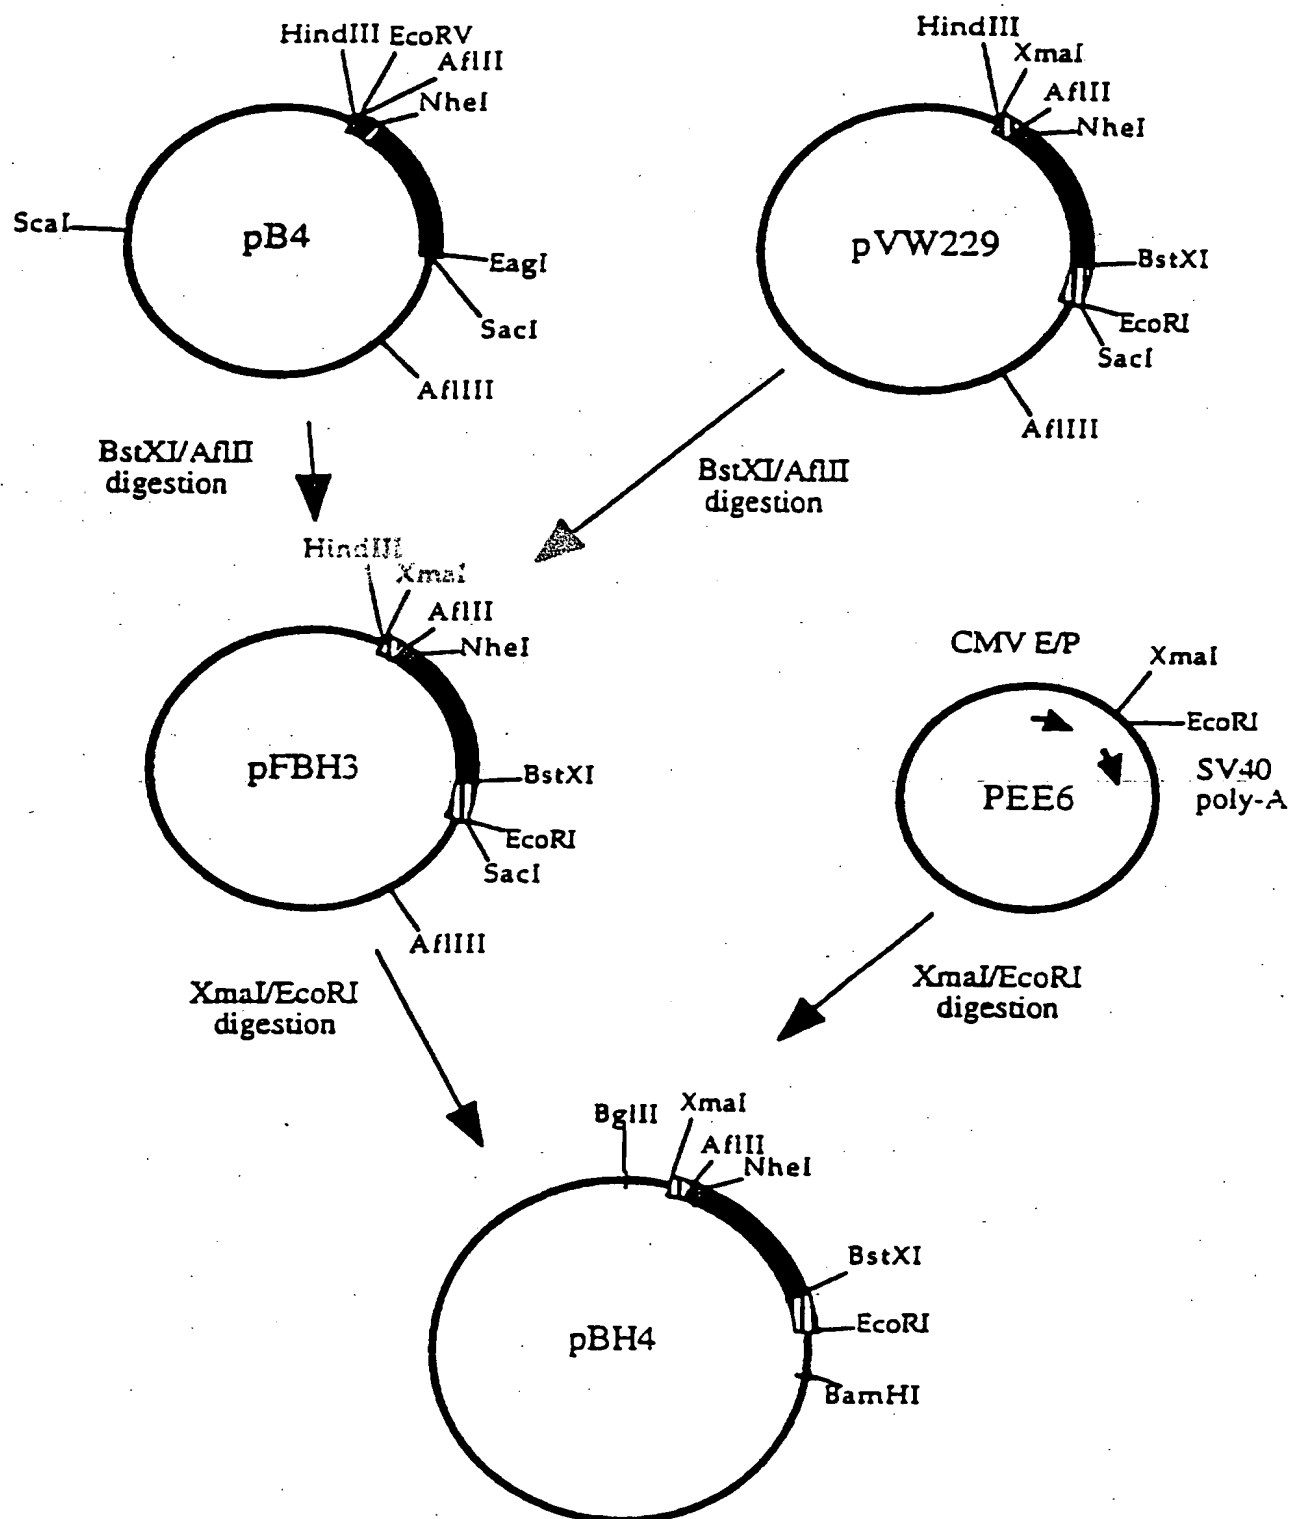 HindIII
EcoRV
AflII
NheI
ScaI
pB4
EagI
SacI
AflIII
HindIII
XmaI
AflII
NheI
pVW229
BstXI
EcoRI
SacI
AflIII
BstXI/AflII
digestion
BstXI/AflII
digestion
HindIII
XmaI
AflII
NheI
pFBH3
BstXI
EcoRI
SacI
AflIII
CMV E/P
XmaI
EcoRI
PEE6
SV40
poly-A
XmaI/EcoRI
digestion
XmaI/EcoRI
digestion
BglII
XmaI
AflII
NheI
pBH4
BstXI
EcoRI
BamHI